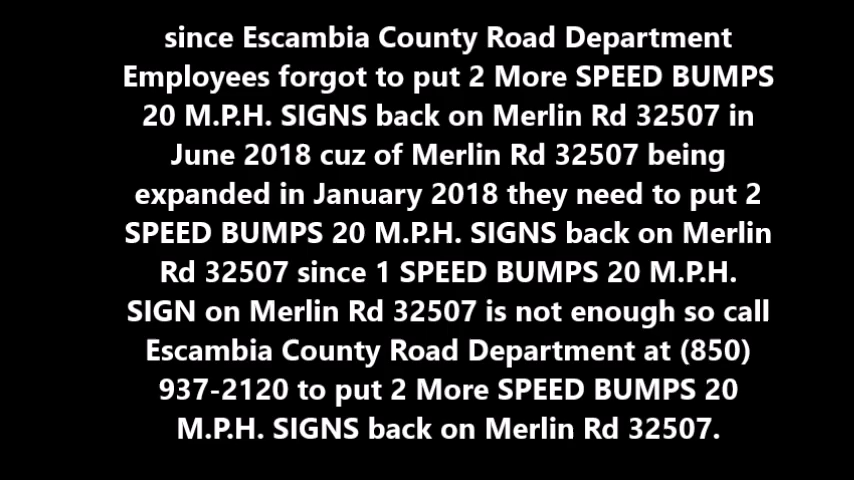 since Escambia County Road Department
Employees forgot to put 2 More SPEED BUMPS
20 M.P.H. SIGNS back on Merlin Rd 32507 in
June 2018 cuz of Merlin Rd 32507 being
expanded in January 2018 they need to put 2
SPEED BUMPS 20 M.P.H. SIGNS back on Merlin
Rd 32507 since 1 SPEED BUMPS 20 M.P.H.
SIGN on Merlin Rd 32507 is not enough so call
Escambia County Road Department at (850)
937-2120 to put 2 More SPEED BUMPS 20
M.P.H. SIGNS back on Merlin Rd 32507.